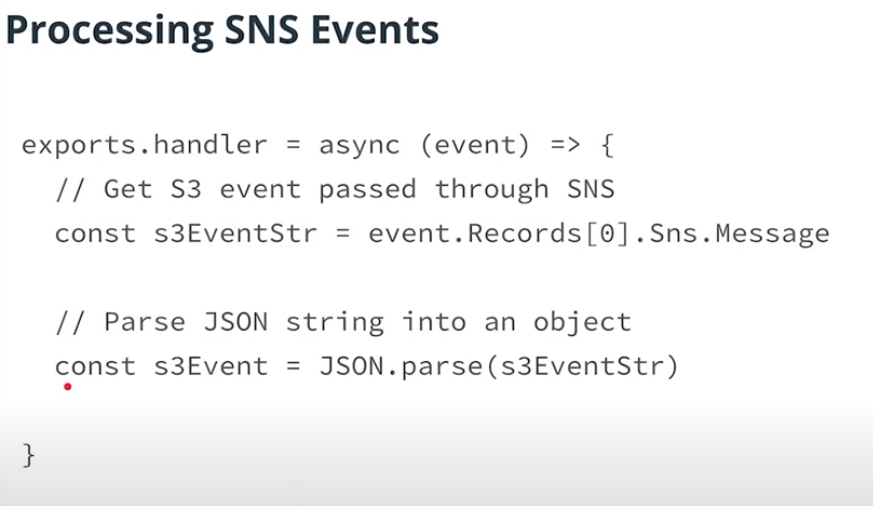 Processing SNS Events
exports.handler = async (event) => {
// Get S3 event passed through SNS
const s3EventStr = event.Records[0].Sns.Message
// Parse JSON string into an object
const s3Event = JSON.parse(s3EventStr)
}